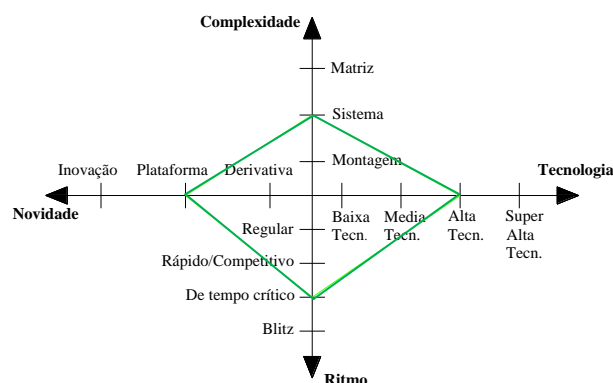 Complexidade
Matriz
Sistema
Montagem
Inovação
Plataforma
Derivativa
Tecnologia
Novidade
Baixa
Tecn.
Media
Tecn.
Alta
Tecn.
Super
Alta
Tecn.
Regular
Rápido/Competitivo
De tempo crítico
Blitz
Ritmo